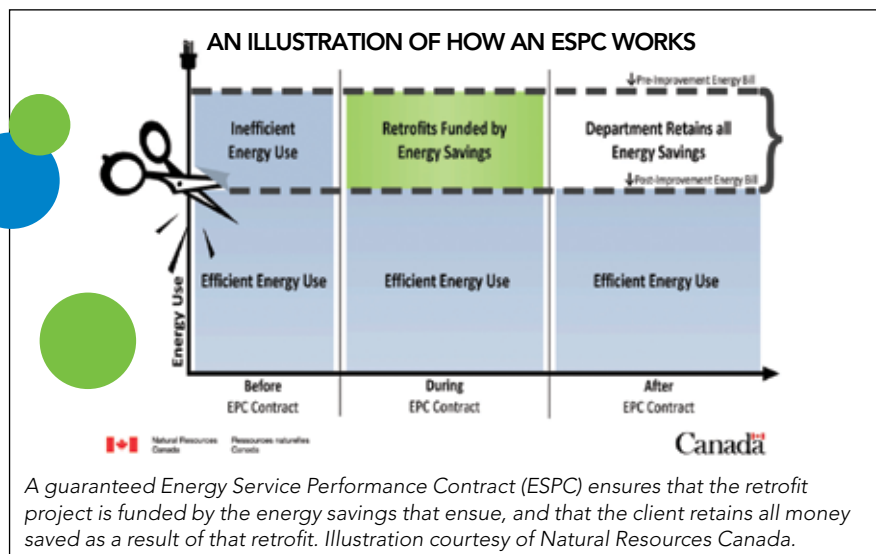 AN ILLUSTRATION OF HOW AN ESPC WORKS
↓Pre-Improvement Energy Bill
Inefficient
Energy Use
Retrofits Funded by
Energy Savings
Department Retains all
Energy Savings
↓Post-Improvement Energy Bill
Efficient Energy Use
Efficient Energy Use
Efficient Energy Use
Energy Use
Before
EPC Contract
During
EPC Contract
After
EPC Contract
Natural Resources
Canada
Ressources naturelles
Canada
Canada
A guaranteed Energy Service Performance Contract (ESPC) ensures that the retrofit
project is funded by the energy savings that ensue, and that the client retains all money
saved as a result of that retrofit. Illustration courtesy of Natural Resources Canada.